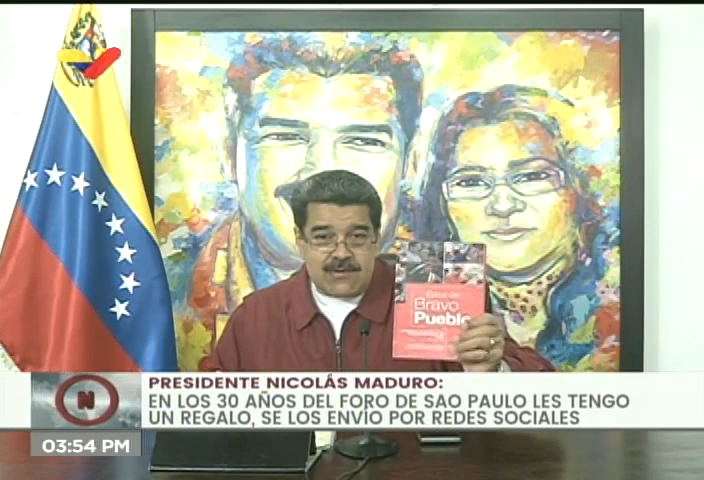 Bravo
Pueblo
N
PRESIDENTE NICOLÁS MADURO:
EN LOS 30 AÑOS DEL FORO DE SAO PAULO LES TENGO
UN REGALO, SE LOS ENVÍO POR REDES SOCIALES
03:54 PM